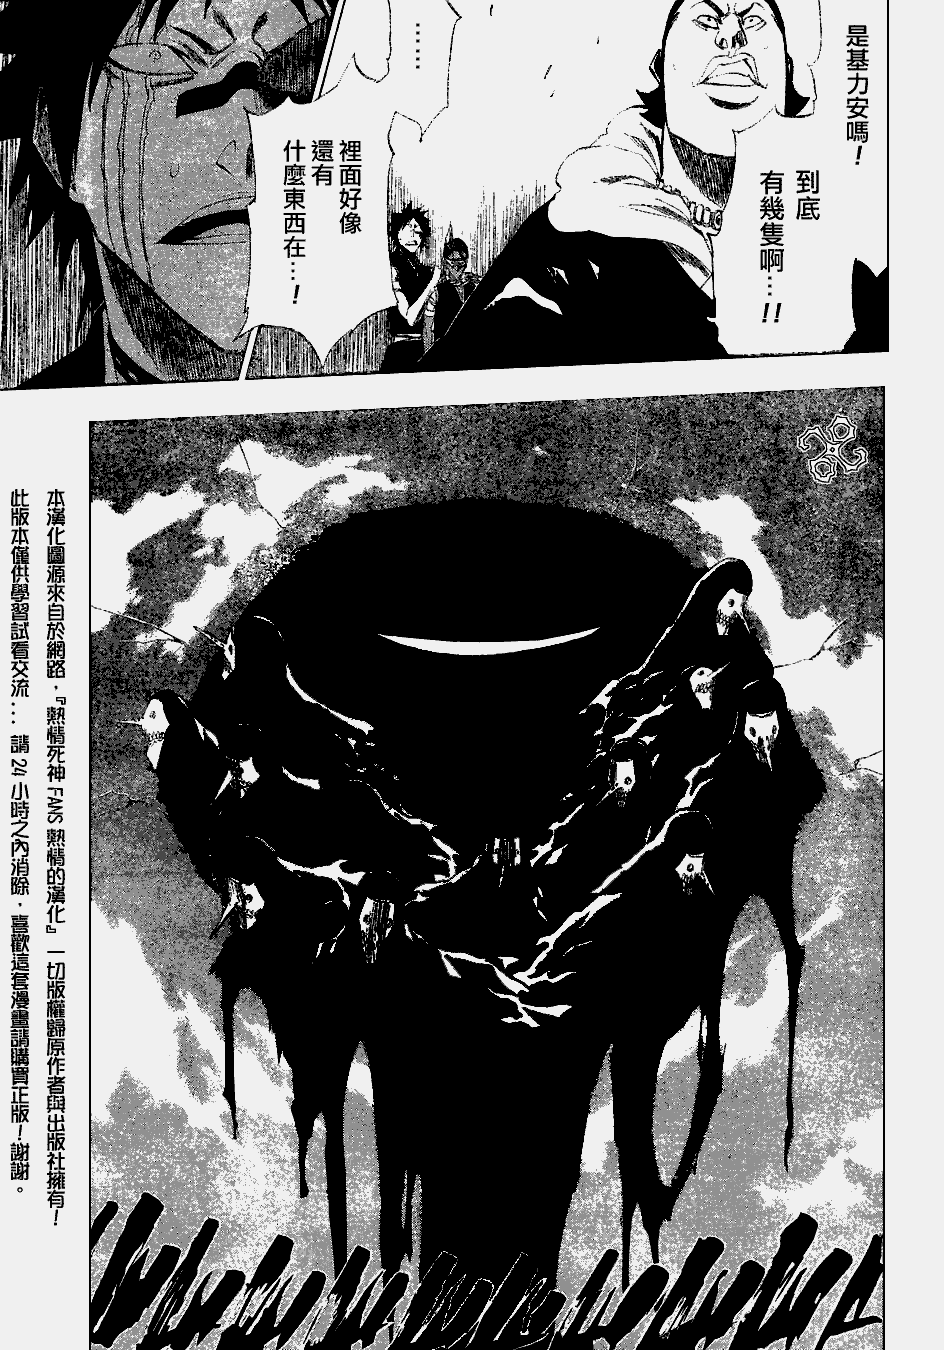 是基力安嗎!
到底
有幾隻啊…!!
……
裡面好像
還有
什麼東西在…!
本漢化圖源來自於網路，『熱情死神FANS熱情的漢化』一切版權歸原作者與出版社擁有!
此版本僅供學習試看交流... 請24小時之內消除，喜歡這套漫畫請購買正版!謝謝。